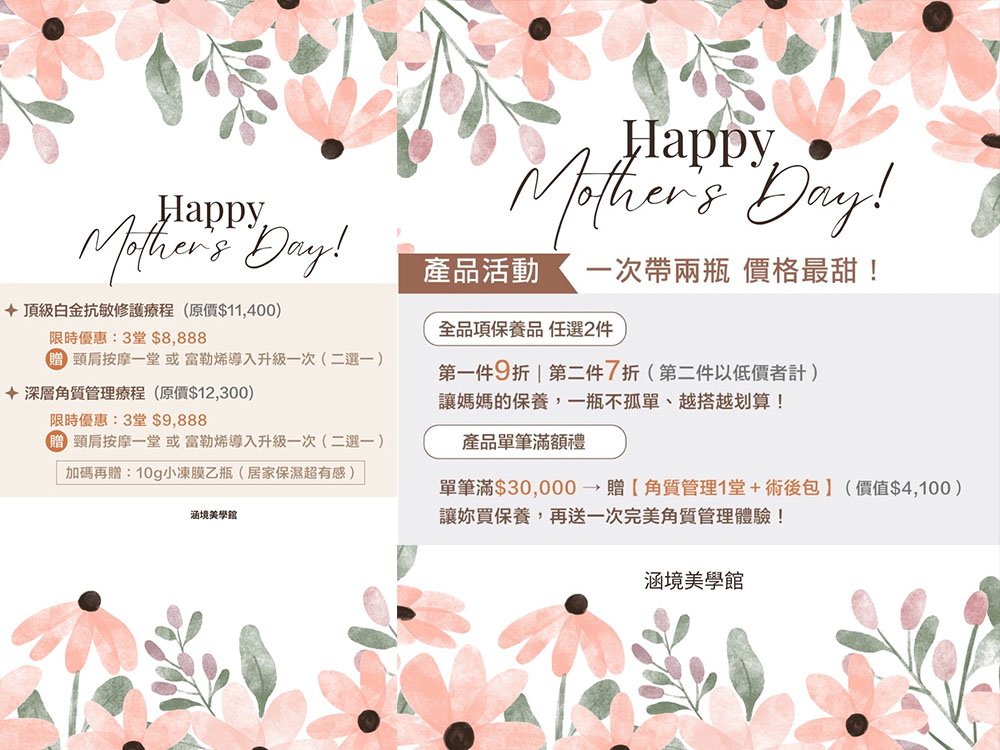 Happy
Mother's Day!
頂級白金抗敏修護療程(原價$11,400)
限時優惠：3堂 $8,888
贈 頸肩按摩一堂 或 富勒烯導入升級一次（二選一）
深層角質管理療程(原價$12,300)
限時優惠：3堂 $9,888
贈 頸肩按摩一堂 或 富勒烯導入升級一次（二選一）
加碼再贈：10g小凍膜乙瓶（居家保濕超有感）
涵境美學館
Happy
Mother's Day!
產品活動 一次帶兩瓶 價格最甜！
全品項保養品 任選2件
第一件9折 | 第二件7折（第二件以低價者計）
讓媽媽的保養，一瓶不孤單、越搭越划算！
產品單筆滿額禮
單筆滿$30,000 → 贈【角質管理1堂+術後包】（價值$4,100）
讓妳買保養，再送一次完美角質管理體驗！
涵境美學館